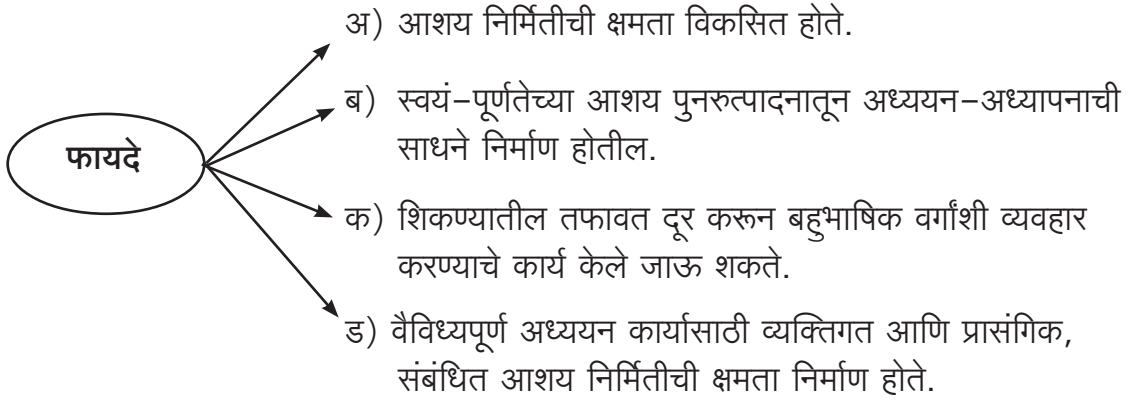 अ) आशय निर्मितीची क्षमता विकसित होते.
फायदे
ब) स्वयं-पूर्णतेच्या आशय पुनरुत्पादनातून अध्ययन-अध्यापनाची
साधने निर्माण होतील.
क) शिकण्यातील तफावत दूर करून बहुभाषिक वर्गांशी व्यवहार
करण्याचे कार्य केले जाऊ शकते.
ड) वैविध्यपूर्ण अध्ययन कार्यासाठी व्यक्तिगत आणि प्रासंगिक,
संबंधित आशय निर्मितीची क्षमता निर्माण होते.